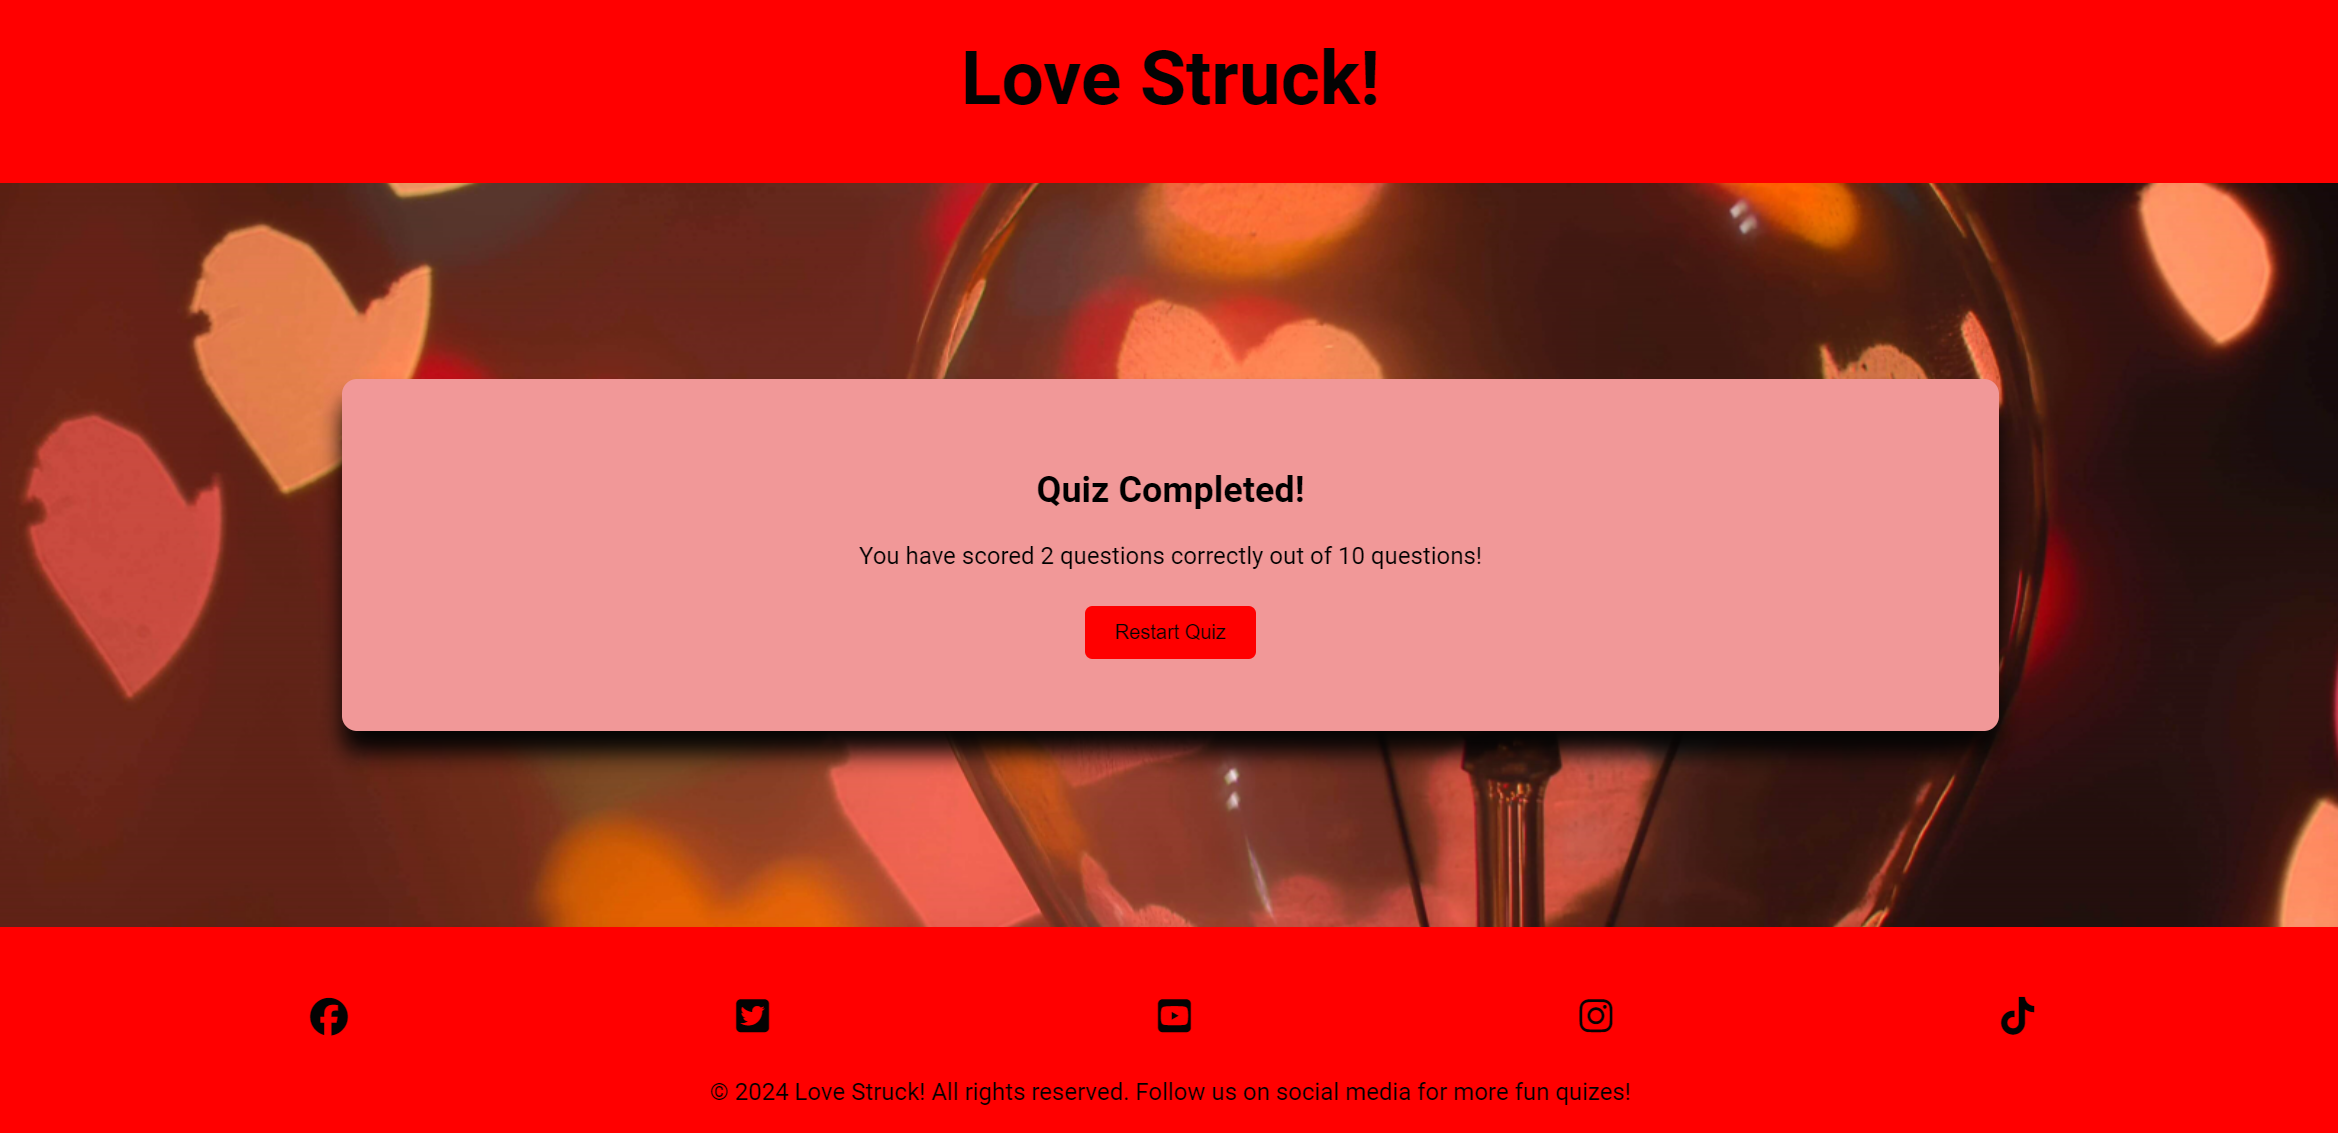 Love Struck!
Quiz Completed!
You have scored 2 questions correctly out of 10 questions!
Restart Quiz
© 2024 Love Struck! All rights reserved. Follow us on social media for more fun quizes!